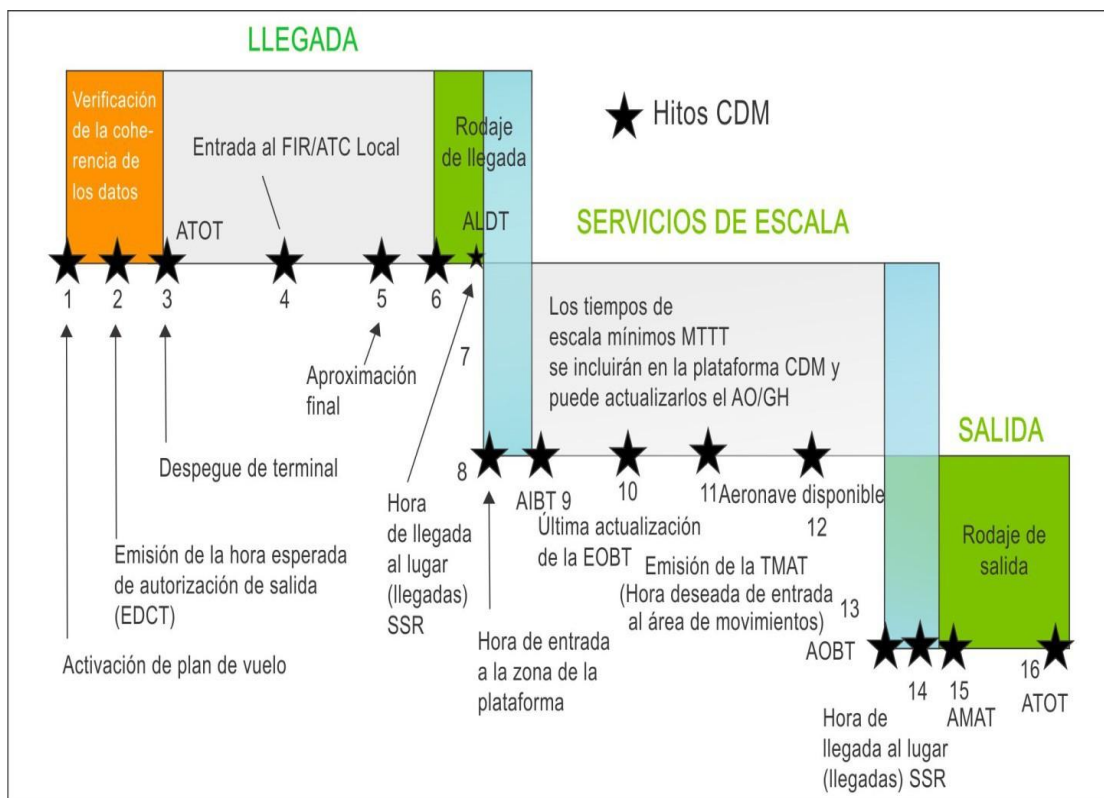 LLEGADA
Verificación
de la cohe-
rencia de
los datos
Entrada al FIR/ATC Local
Rodaje
de llegada
Hitos CDM
ATOT
ALDT
SERVICIOS DE ESCALA
1
2
3
4
5
6
7
Los tiempos de
escala mínimos MTTT
se incluirán en la plataforma CDM y
puede actualizarlos el AO/GH
Aproximación
final
SALIDA
Despegue de terminal
8
AIBT 9
10
11
Aeronave disponible
12
Hora
de llegada
al lugar
(llegadas)
SSR
Última actualización
de la EOBT
Emisión de la hora esperada
de autorización de salida
(EDCT)
Emisión de la TMAT
(Hora deseada de entrada
al área de movimientos)
Rodaje de
salida
13
Activación de plan de vuelo
Hora de entrada
a la zona de la
plataforma
AOBT
14
15
AMAT
16
ATOT
Hora de
llegada al lugar
(llegadas) SSR